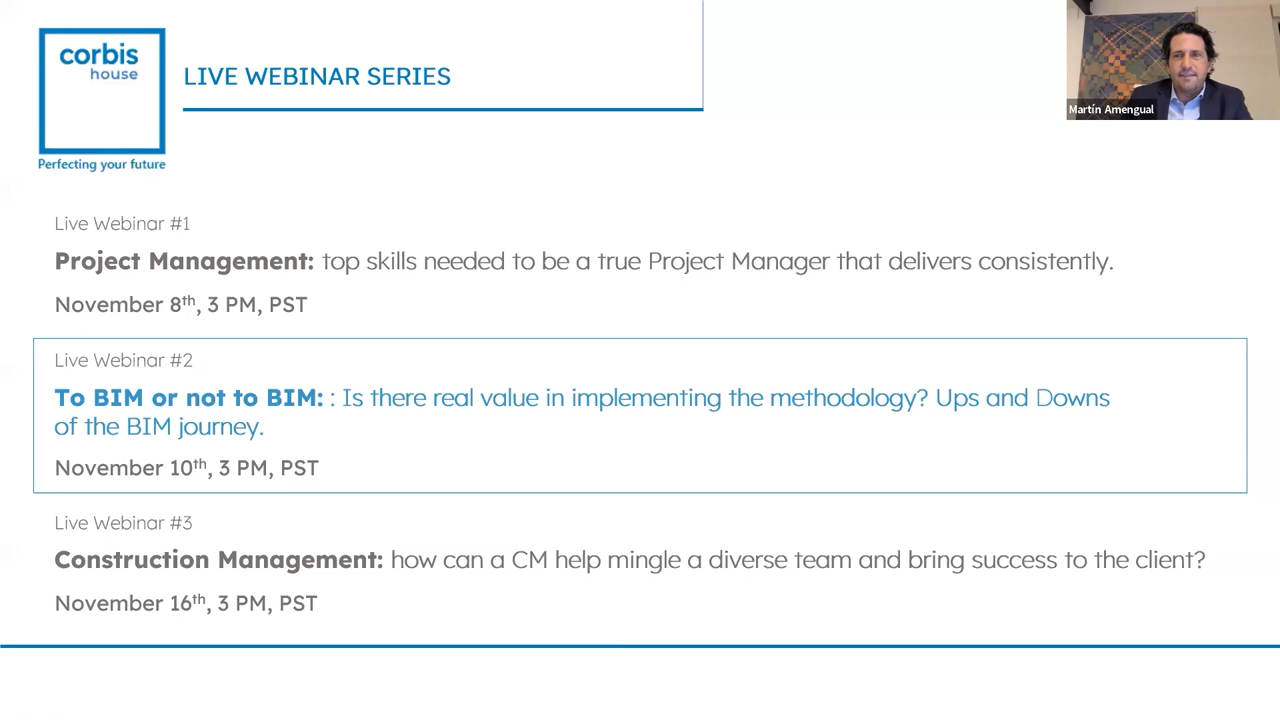 corbis
house
LIVE WEBINAR SERIES
Perfecting your future
Martín Amengual
Live Webinar #1
Project Management: top skills needed to be a true Project Manager that delivers consistently.
November 8th, 3 PM, PST
Live Webinar #2
To BIM or not to BIM: : Is there real value in implementing the methodology? Ups and Downs
of the BIM journey.
November 10th, 3 PM, PST
Live Webinar #3
Construction Management: how can a CM help mingle a diverse team and bring success to the client?
November 16th, 3 PM, PST